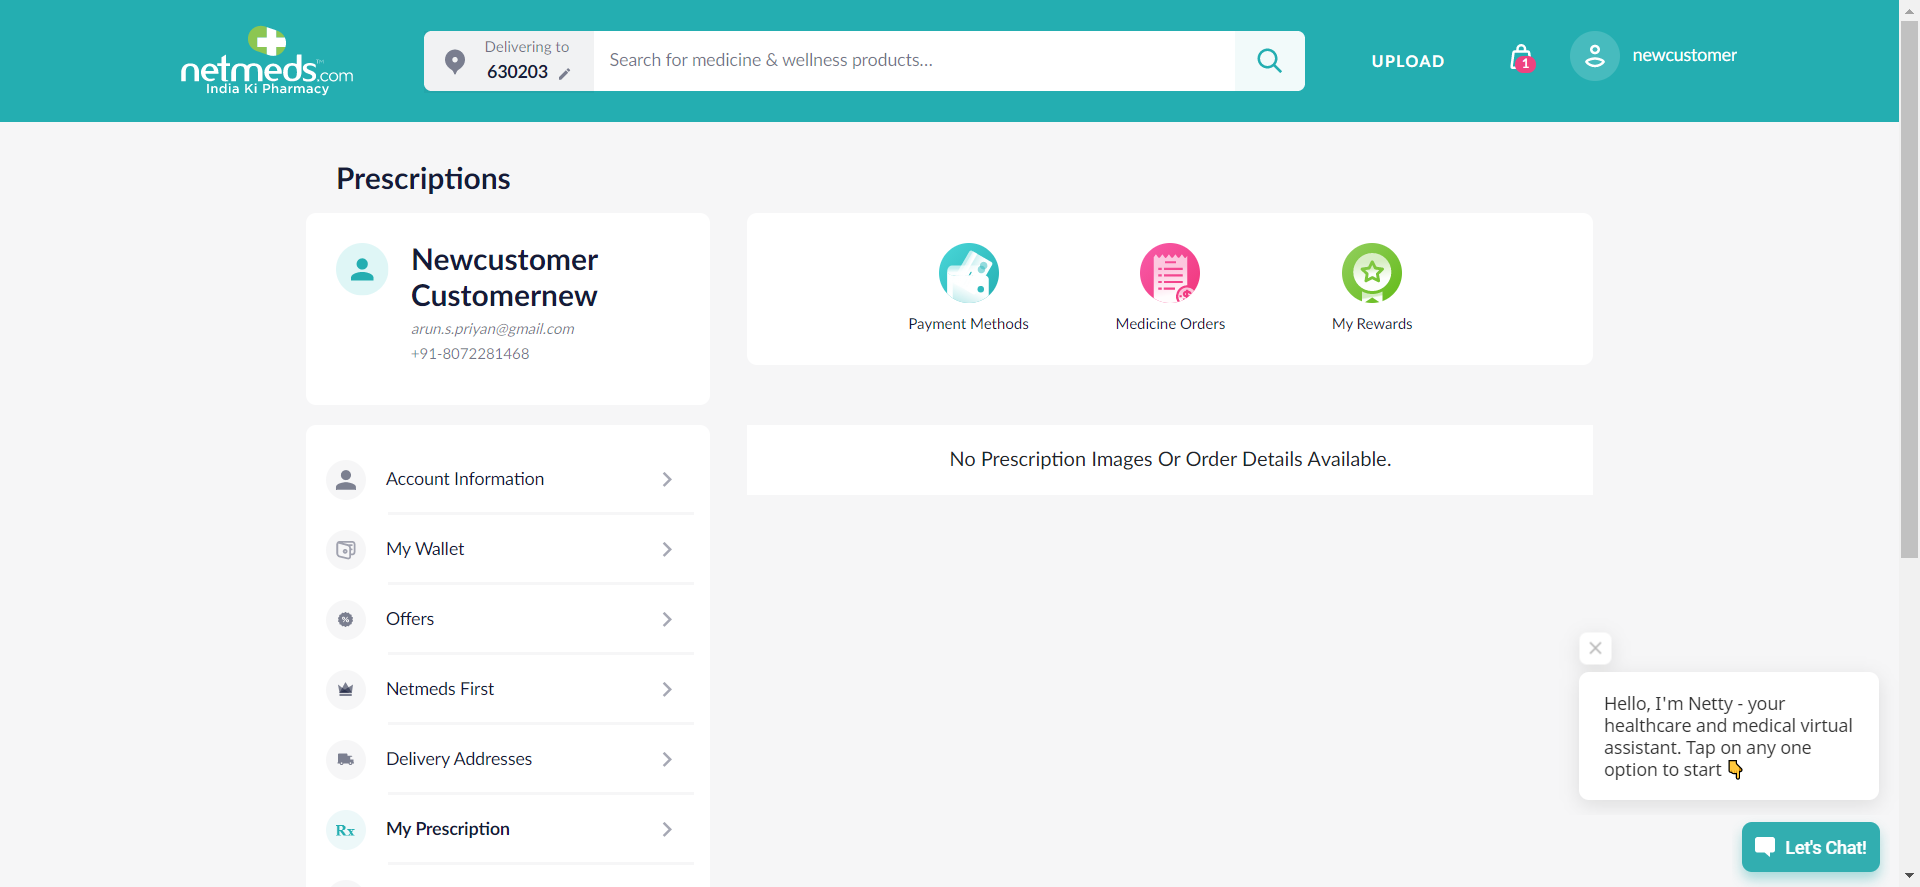 netmeds.com
India Ki Pharmacy
Delivering to
630203
Search for medicine & wellness products...
UPLOAD
1
newcustomer
Prescriptions
Newcustomer
Customernew
arun.s.priyan@gmail.com
+91-8072281468
Payment Methods
Medicine Orders
My Rewards
No Prescription Images Or Order Details Available.
Account Information
My Wallet
Offers
Netmeds First
Delivery Addresses
Rx My Prescription
Hello, I'm Netty - your
healthcare and medical virtual
assistant. Tap on any one
option to start 👇
Let's Chat!